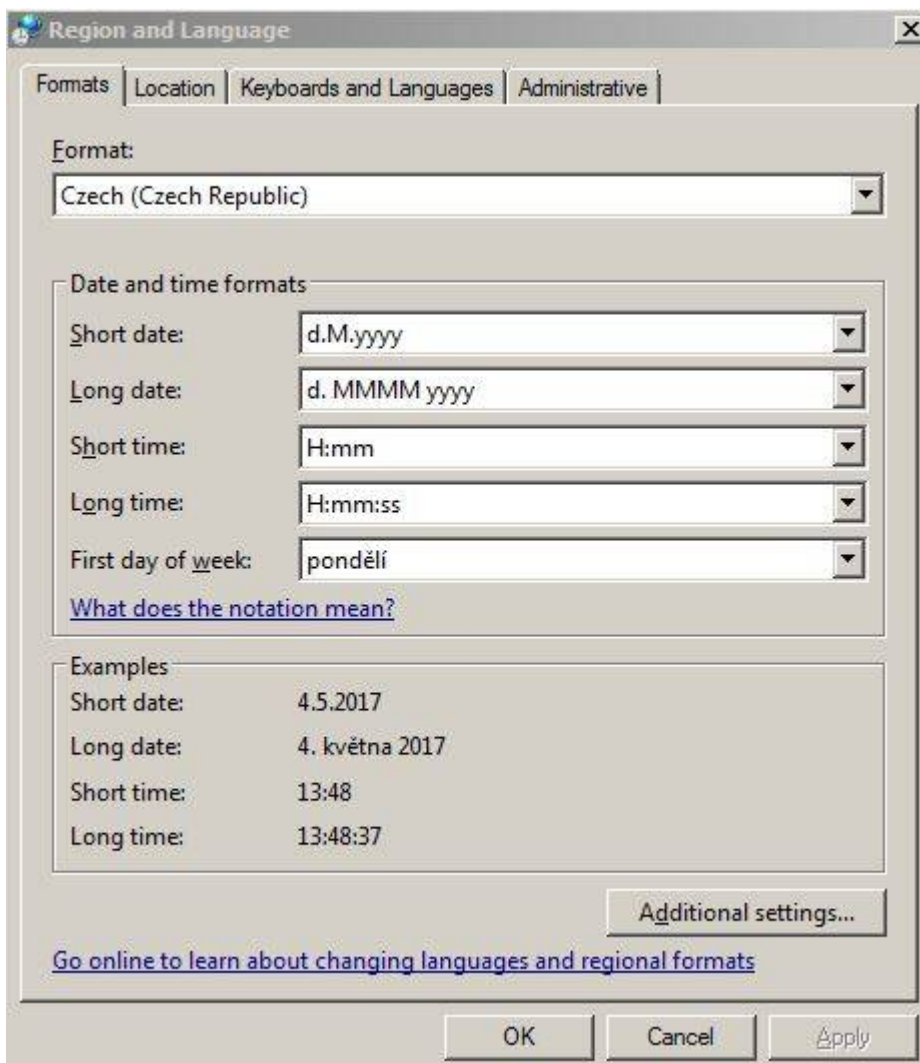 Region and Language
Formats Location Keyboards and Languages Administrative
Format:
Czech (Czech Republic)
Date and time formats
Short date: d.M.yyyy
Long date: d. MMMM yyyy
Short time: H:mm
Long time: H:mm:ss
First day of week: pondělí
What does the notation mean?
Examples
Short date: 4.5.2017
Long date: 4. května 2017
Short time: 13:48
Long time: 13:48:37
Additional settings...
Go online to learn about changing languages and regional formats
OK Cancel Apply